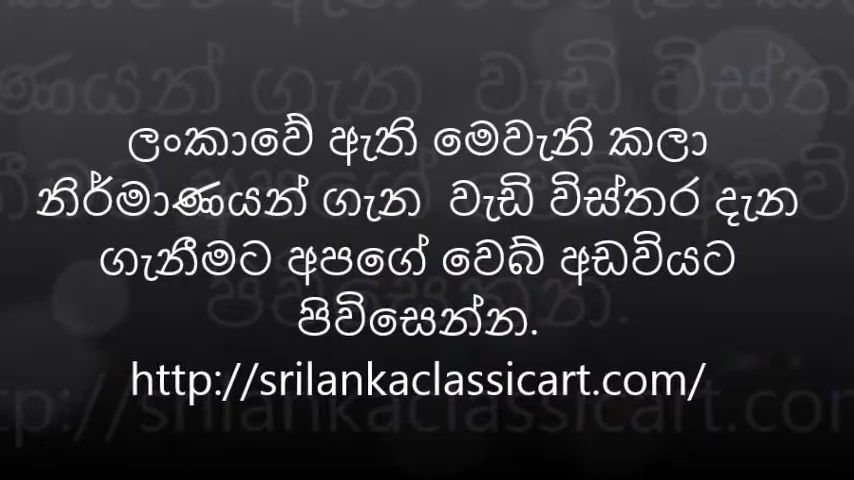 ලංකාවේ ඇති මෙවැනි කලා
නිර්මාණයන් ගැන වැඩි විස්තර දැන
ගැනීමට අපගේ වෙබ් අඩවියට
පිවිසෙන්න.
http://srilankaclassicart.com/